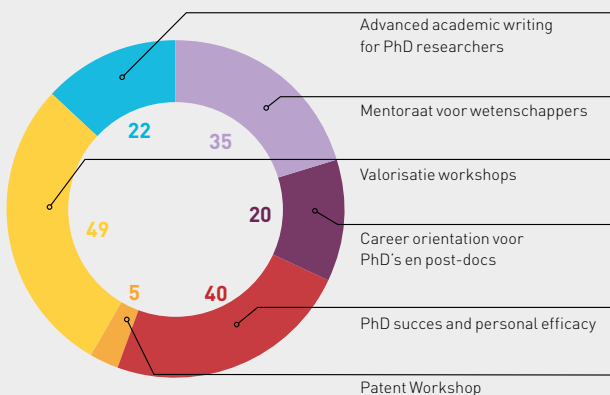 Advanced academic writing
for PhD researchers
Mentoraat voor wetenschappers
Valorisatie workshops
Career orientation voor
PhD's en post-docs
PhD succes and personal efficacy
Patent Workshop
22
35
20
49
5
40